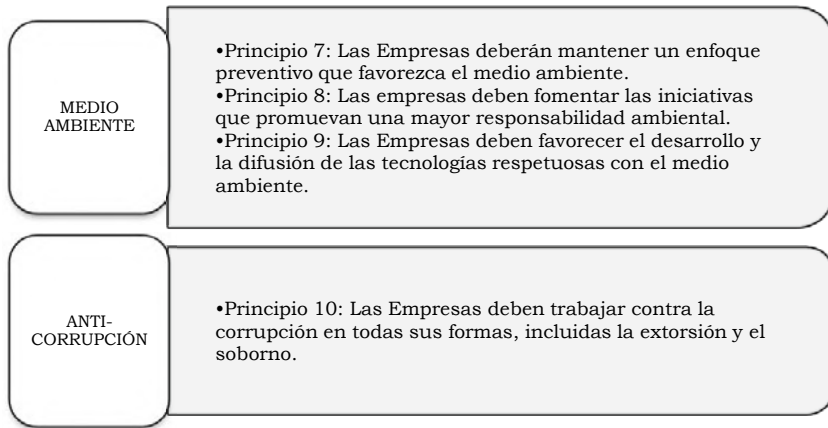 MEDIO
AMBIENTE
•Principio 7: Las Empresas deberán mantener un enfoque
preventivo que favorezca el medio ambiente.
•Principio 8: Las empresas deben fomentar las iniciativas
que promuevan una mayor responsabilidad ambiental.
•Principio 9: Las Empresas deben favorecer el desarrollo y
la difusión de las tecnologías respetuosas con el medio
ambiente.
ANTI-
CORRUPCIÓN
•Principio 10: Las Empresas deben trabajar contra la
corrupción en todas sus formas, incluidas la extorsión y el
soborno.